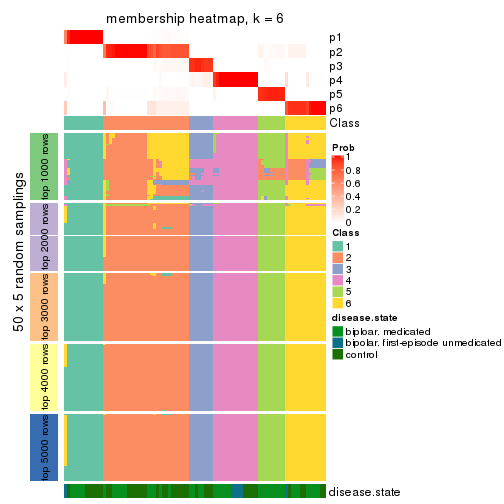 membership heatmap, k = 6
p1
p2
p3
p4
p5
p6
Class
50 x 5 random samplings
top 1000 rows
top 2000 rows
top 3000 rows
top 4000 rows
top 5000 rows
Prob
1
0.8
0.6
0.4
0.2
0
Class
1
2
3
4
5
6
disease.state
biploar, medicated
bipolar, first-episode unmedicated
control
disease.state